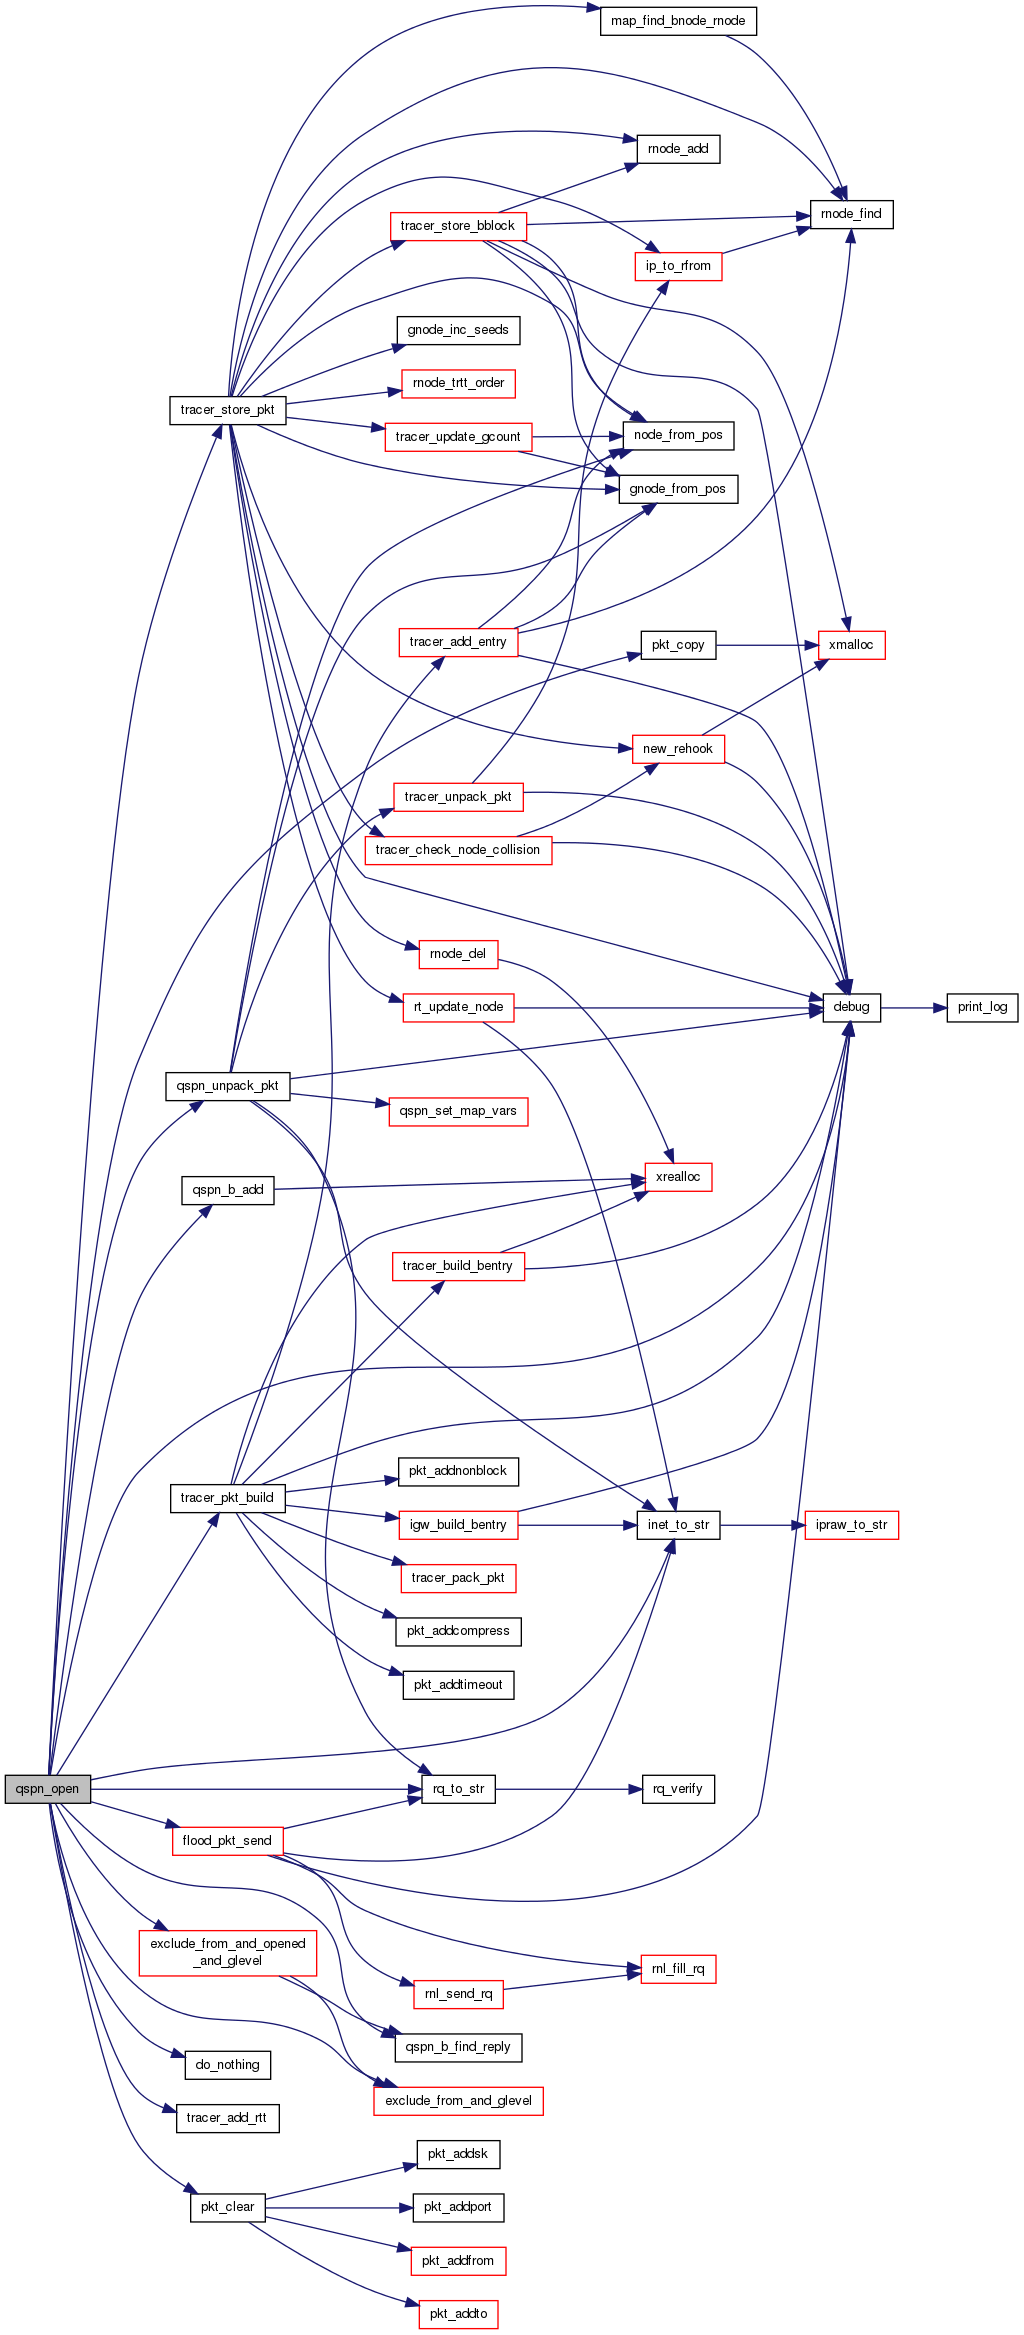 map_find_bnode_rnode
rnode_add
rnode_find
tracer_store_bblock
ip_to_rfrom
gnode_inc_seeds
rnode_trtt_order
tracer_store_pkt
tracer_update_gcount
node_from_pos
gnode_from_pos
tracer_add_entry
pkt_copy
xmalloc
new_rehook
tracer_unpack_pkt
tracer_check_node_collision
rnode_del
rt_update_node
debug
print_log
qspn_unpack_pkt
qspn_set_map_vars
xrealloc
qspn_b_add
tracer_build_bentry
pkt_addnonblock
tracer_pkt_build
igw_build_bentry
inet_to_str
ipraw_to_str
tracer_pack_pkt
pkt_addcompress
pkt_addtimeout
qspn_open
rq_to_str
rq_verify
flood_pkt_send
exclude_from_and_opened
_and_glevel
rnl_fill_rq
rnl_send_rq
qspn_b_find_reply
do_nothing
exclude_from_and_glevel
tracer_add_rtt
pkt_addsk
pkt_clear
pkt_addport
pkt_addfrom
pkt_addto